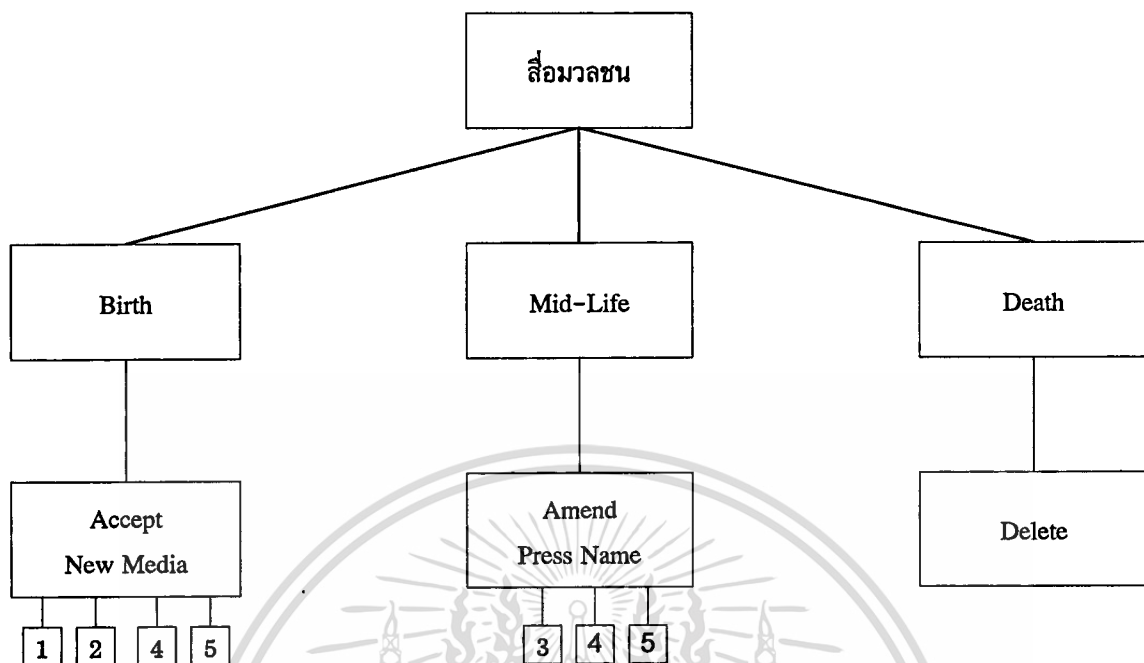 สื่อมวลชน
Birth
Mid-Life
Death
Accept
New Media
Amend
Press Name
Delete
1 2 4 5
3 4 5